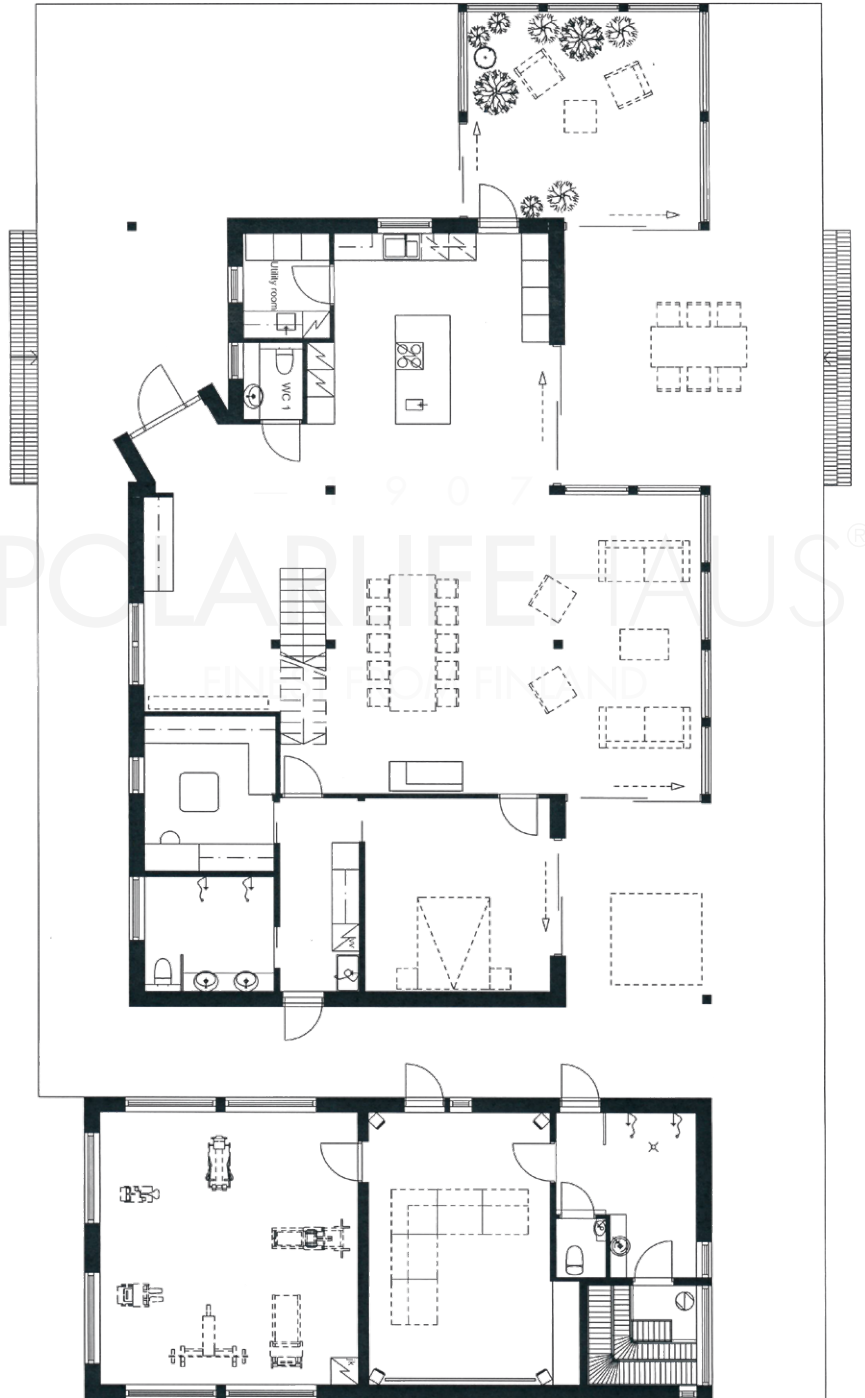 Utility room
WC 1
— 1907 —
POLARLIFEHAUS®
FINEST FROM FINLAND